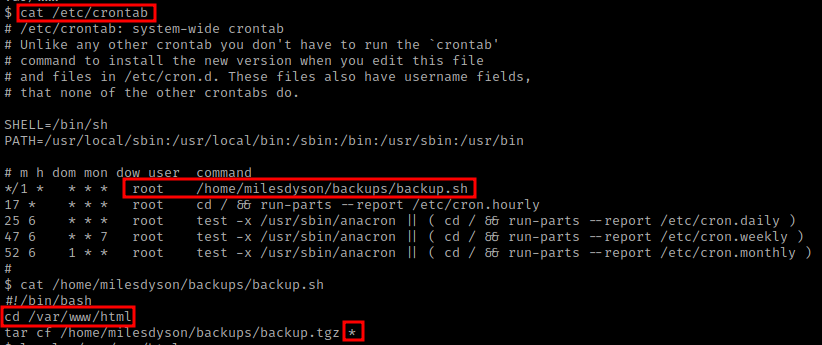 $ cat /etc/crontab
# /etc/crontab: system-wide crontab
# Unlike any other crontab you don't have to run the `crontab'
# command to install the new version when you edit this file
# and files in /etc/cron.d. These files also have username fields,
# that none of the other crontabs do.
SHELL=/bin/sh
PATH=/usr/local/sbin:/usr/local/bin:/sbin:/bin:/usr/sbin:/usr/bin
# m h dom mon dow user  command
*/1 *   * * *   root    /home/milesdyson/backups/backup.sh
17 *    * * *   root    cd / && run-parts --report /etc/cron.hourly
25 6    * * *   root    test -x /usr/sbin/anacron || ( cd / && run-parts --report /etc/cron.daily )
47 6    * * 7   root    test -x /usr/sbin/anacron || ( cd / && run-parts --report /etc/cron.weekly )
52 6    1 * *   root    test -x /usr/sbin/anacron || ( cd / && run-parts --report /etc/cron.monthly )
#
$ cat /home/milesdyson/backups/backup.sh
#!/bin/bash
cd /var/www/html
tar cf /home/milesdyson/backups/backup.tgz *